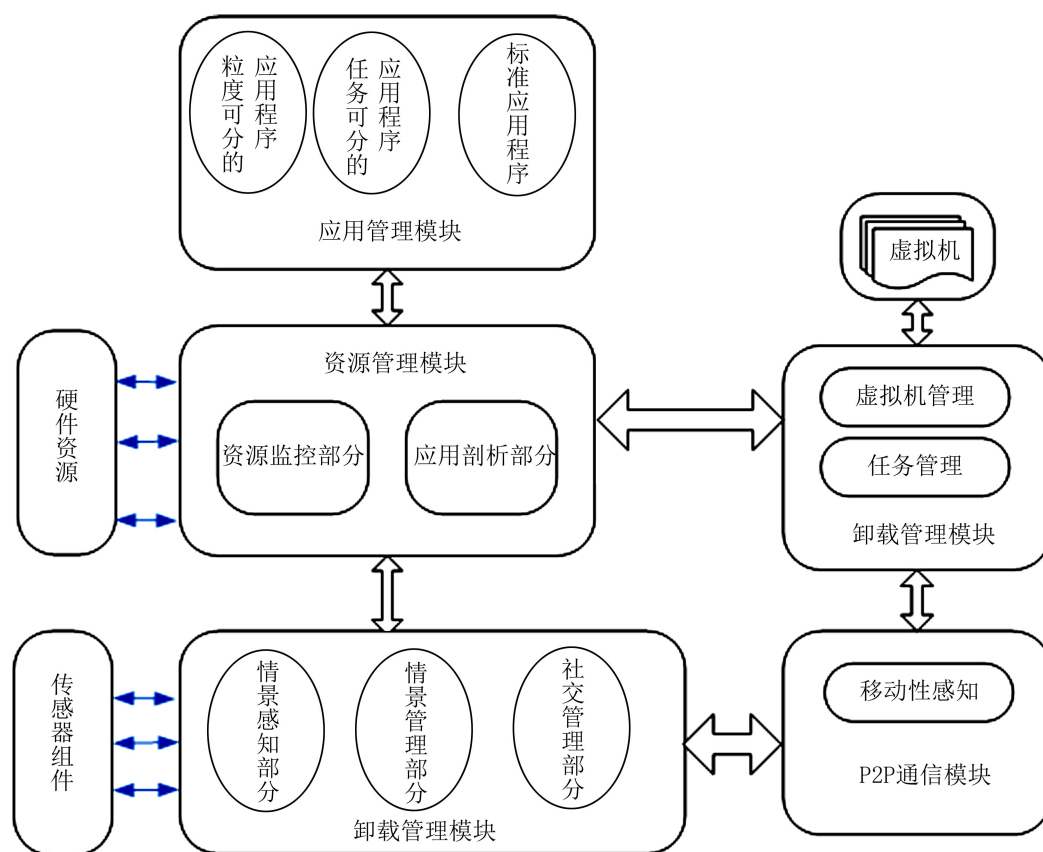 应用程序
粒度可分的
应用程序
任务可分的
标准应用程序
应用管理模块
虚拟机
硬件资源
资源管理模块
资源监控部分
应用剖析部分
虚拟机管理
任务管理
卸载管理模块
传感器组件
情景感知部分
情景管理部分
社交管理部分
卸载管理模块
移动性感知
P2P通信模块